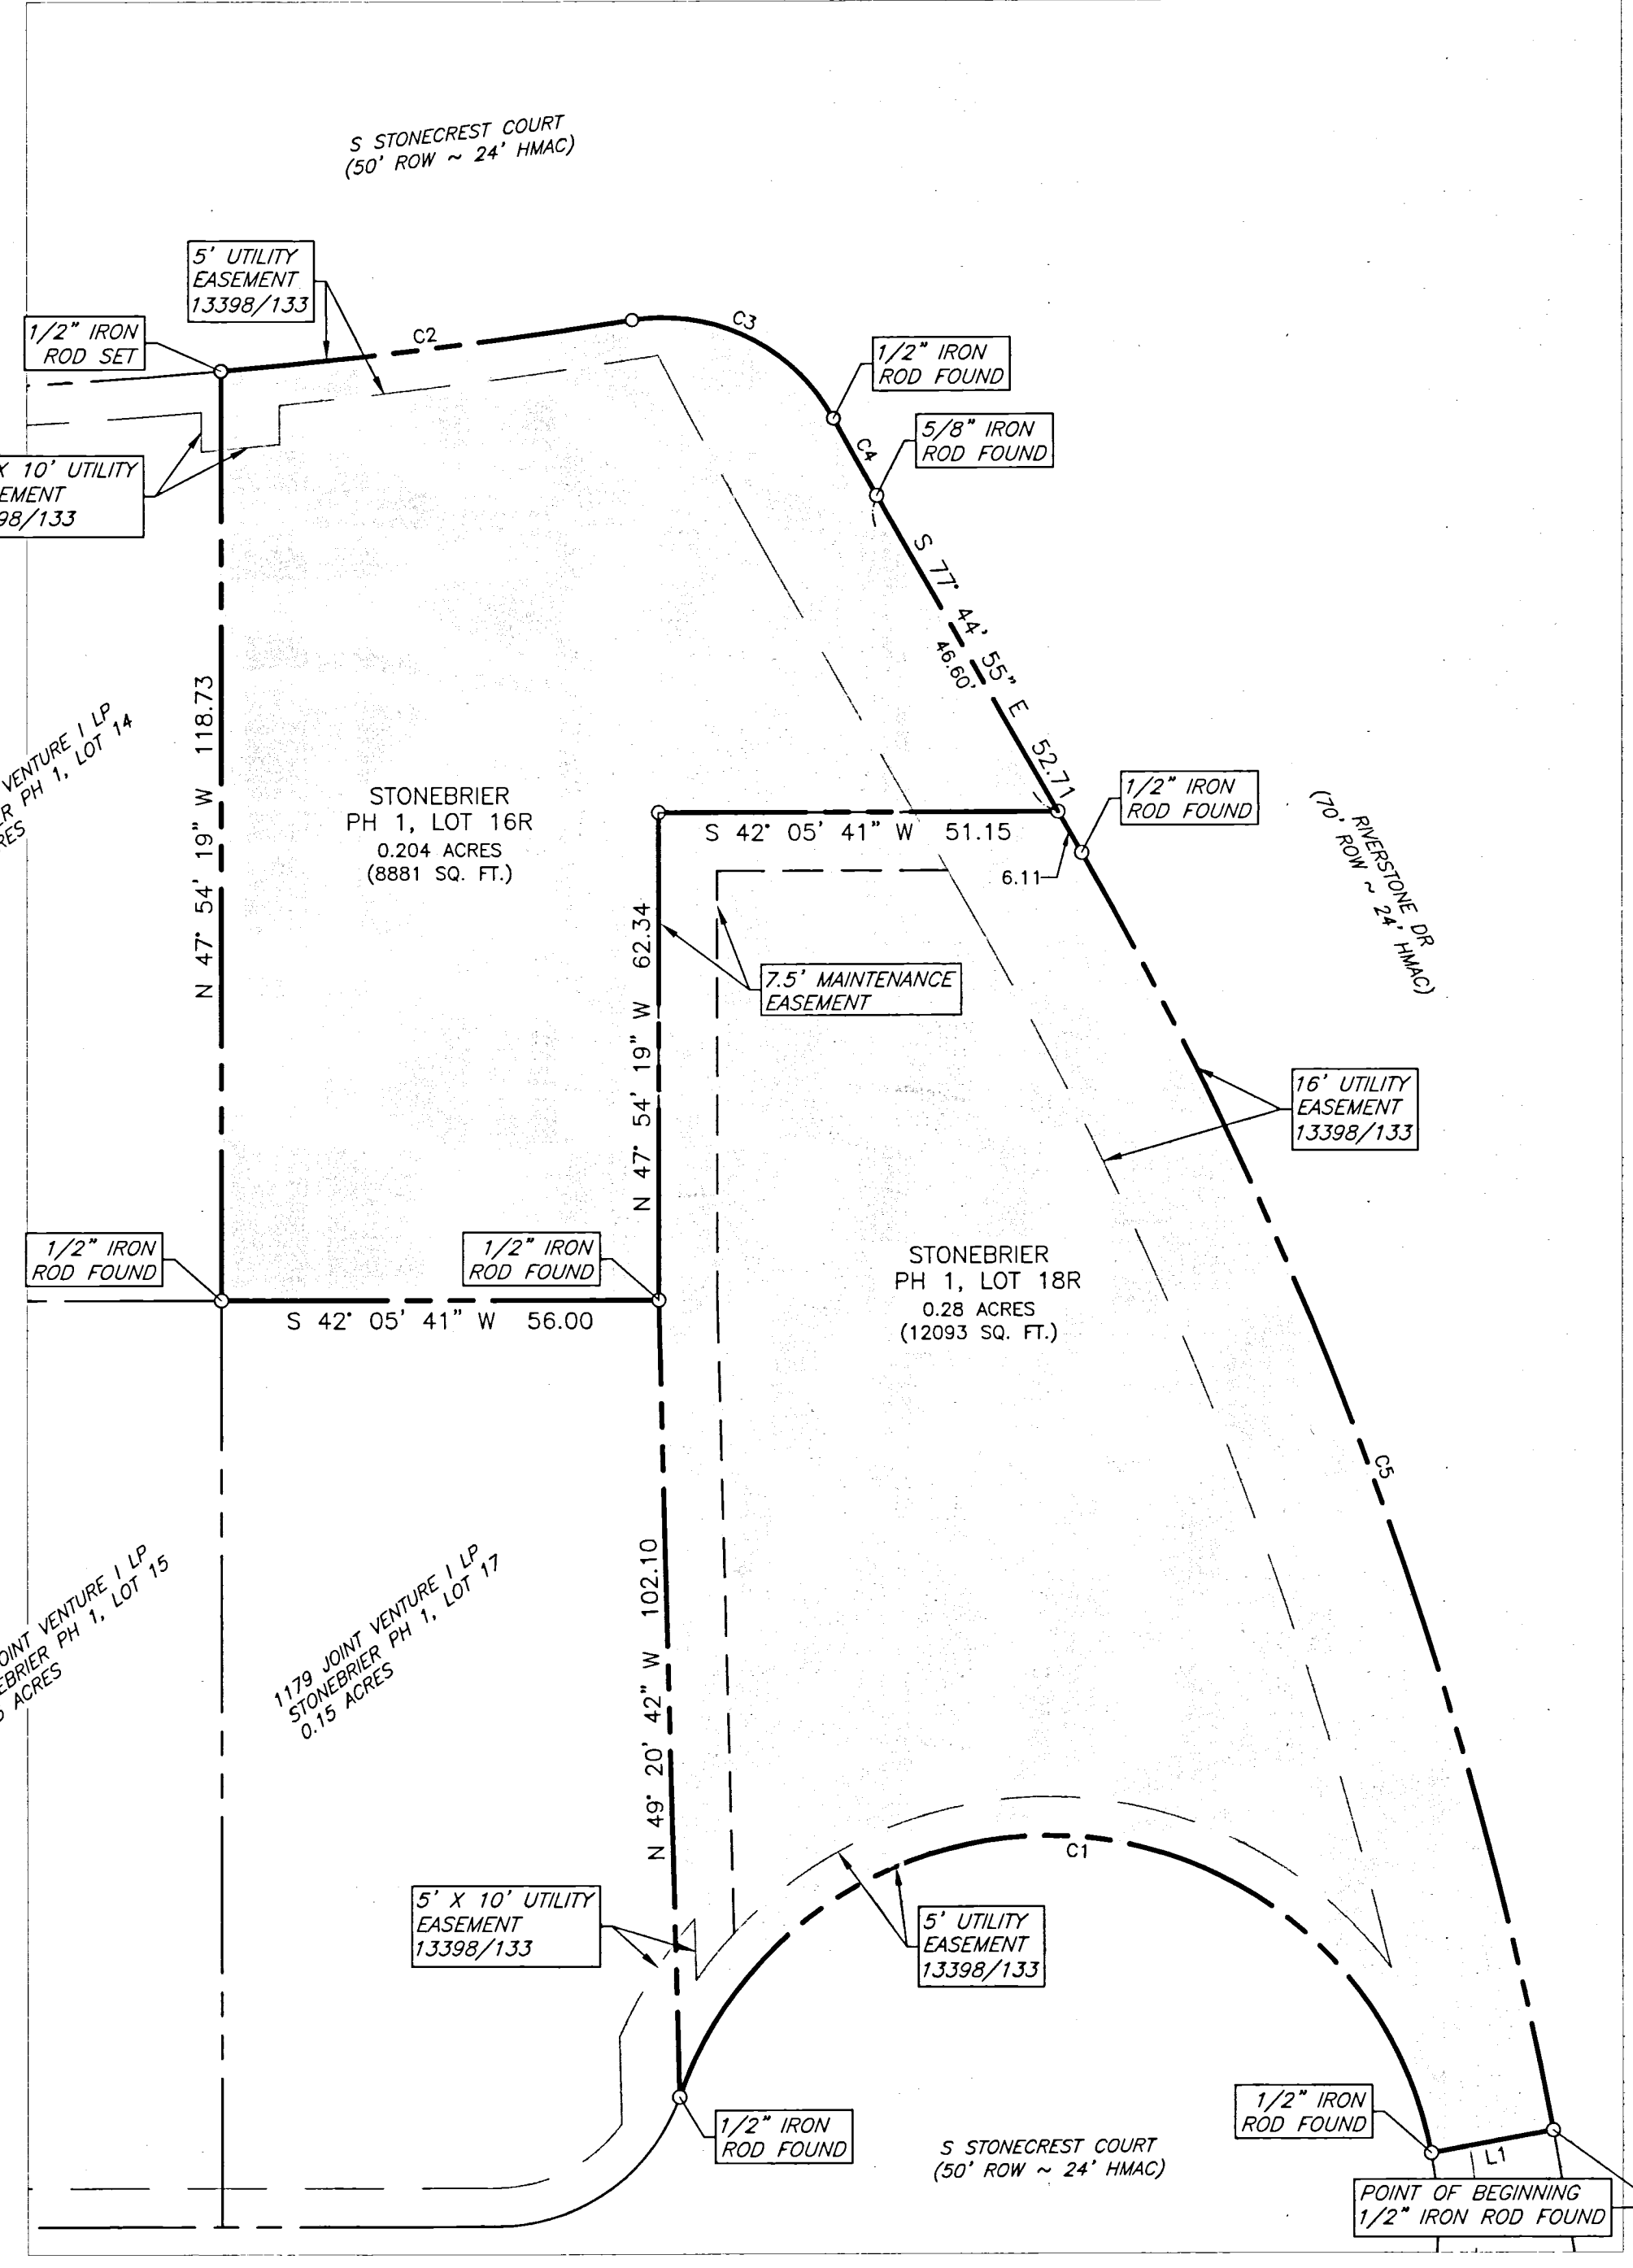 S STONECREST COURT
(50' ROW ~ 24' HMAC)
5' UTILITY
EASEMENT
13398/133
1/2" IRON
ROD SET
C2
C3
1/2" IRON
ROD FOUND
C4
5/8" IRON
ROD FOUND
X 10' UTILITY
EMENT
98/133
S 77° 44' 55" E 52.71
46.60'
N 47° 54' 19" W 118.73
VENTURE I LP
ER PH 1, LOT 14
RES
STONEBRIER
PH 1, LOT 16R
0.204 ACRES
(8881 SQ. FT.)
S 42° 05' 41" W 51.15
6.11
1/2" IRON
ROD FOUND
RIVERSTONE DR
(70' ROW ~ 24' HMAC)
N 47° 54' 19" W 62.34
7.5' MAINTENANCE
EASEMENT
16' UTILITY
EASEMENT
13398/133
1/2" IRON
ROD FOUND
1/2" IRON
ROD FOUND
S 42° 05' 41" W 56.00
STONEBRIER
PH 1, LOT 18R
0.28 ACRES
(12093 SQ. FT.)
C5
OINT VENTURE I LP
EBRIER PH 1, LOT 15
ACRES
1179 JOINT VENTURE I LP
STONEBRIER PH 1, LOT 17
0.15 ACRES
N 49° 20' 42" W 102.10
C1
5' X 10' UTILITY
EASEMENT
13398/133
5' UTILITY
EASEMENT
13398/133
1/2" IRON
ROD FOUND
S STONECREST COURT
(50' ROW ~ 24' HMAC)
1/2" IRON
ROD FOUND
L1
POINT OF BEGINNING
1/2" IRON ROD FOUND